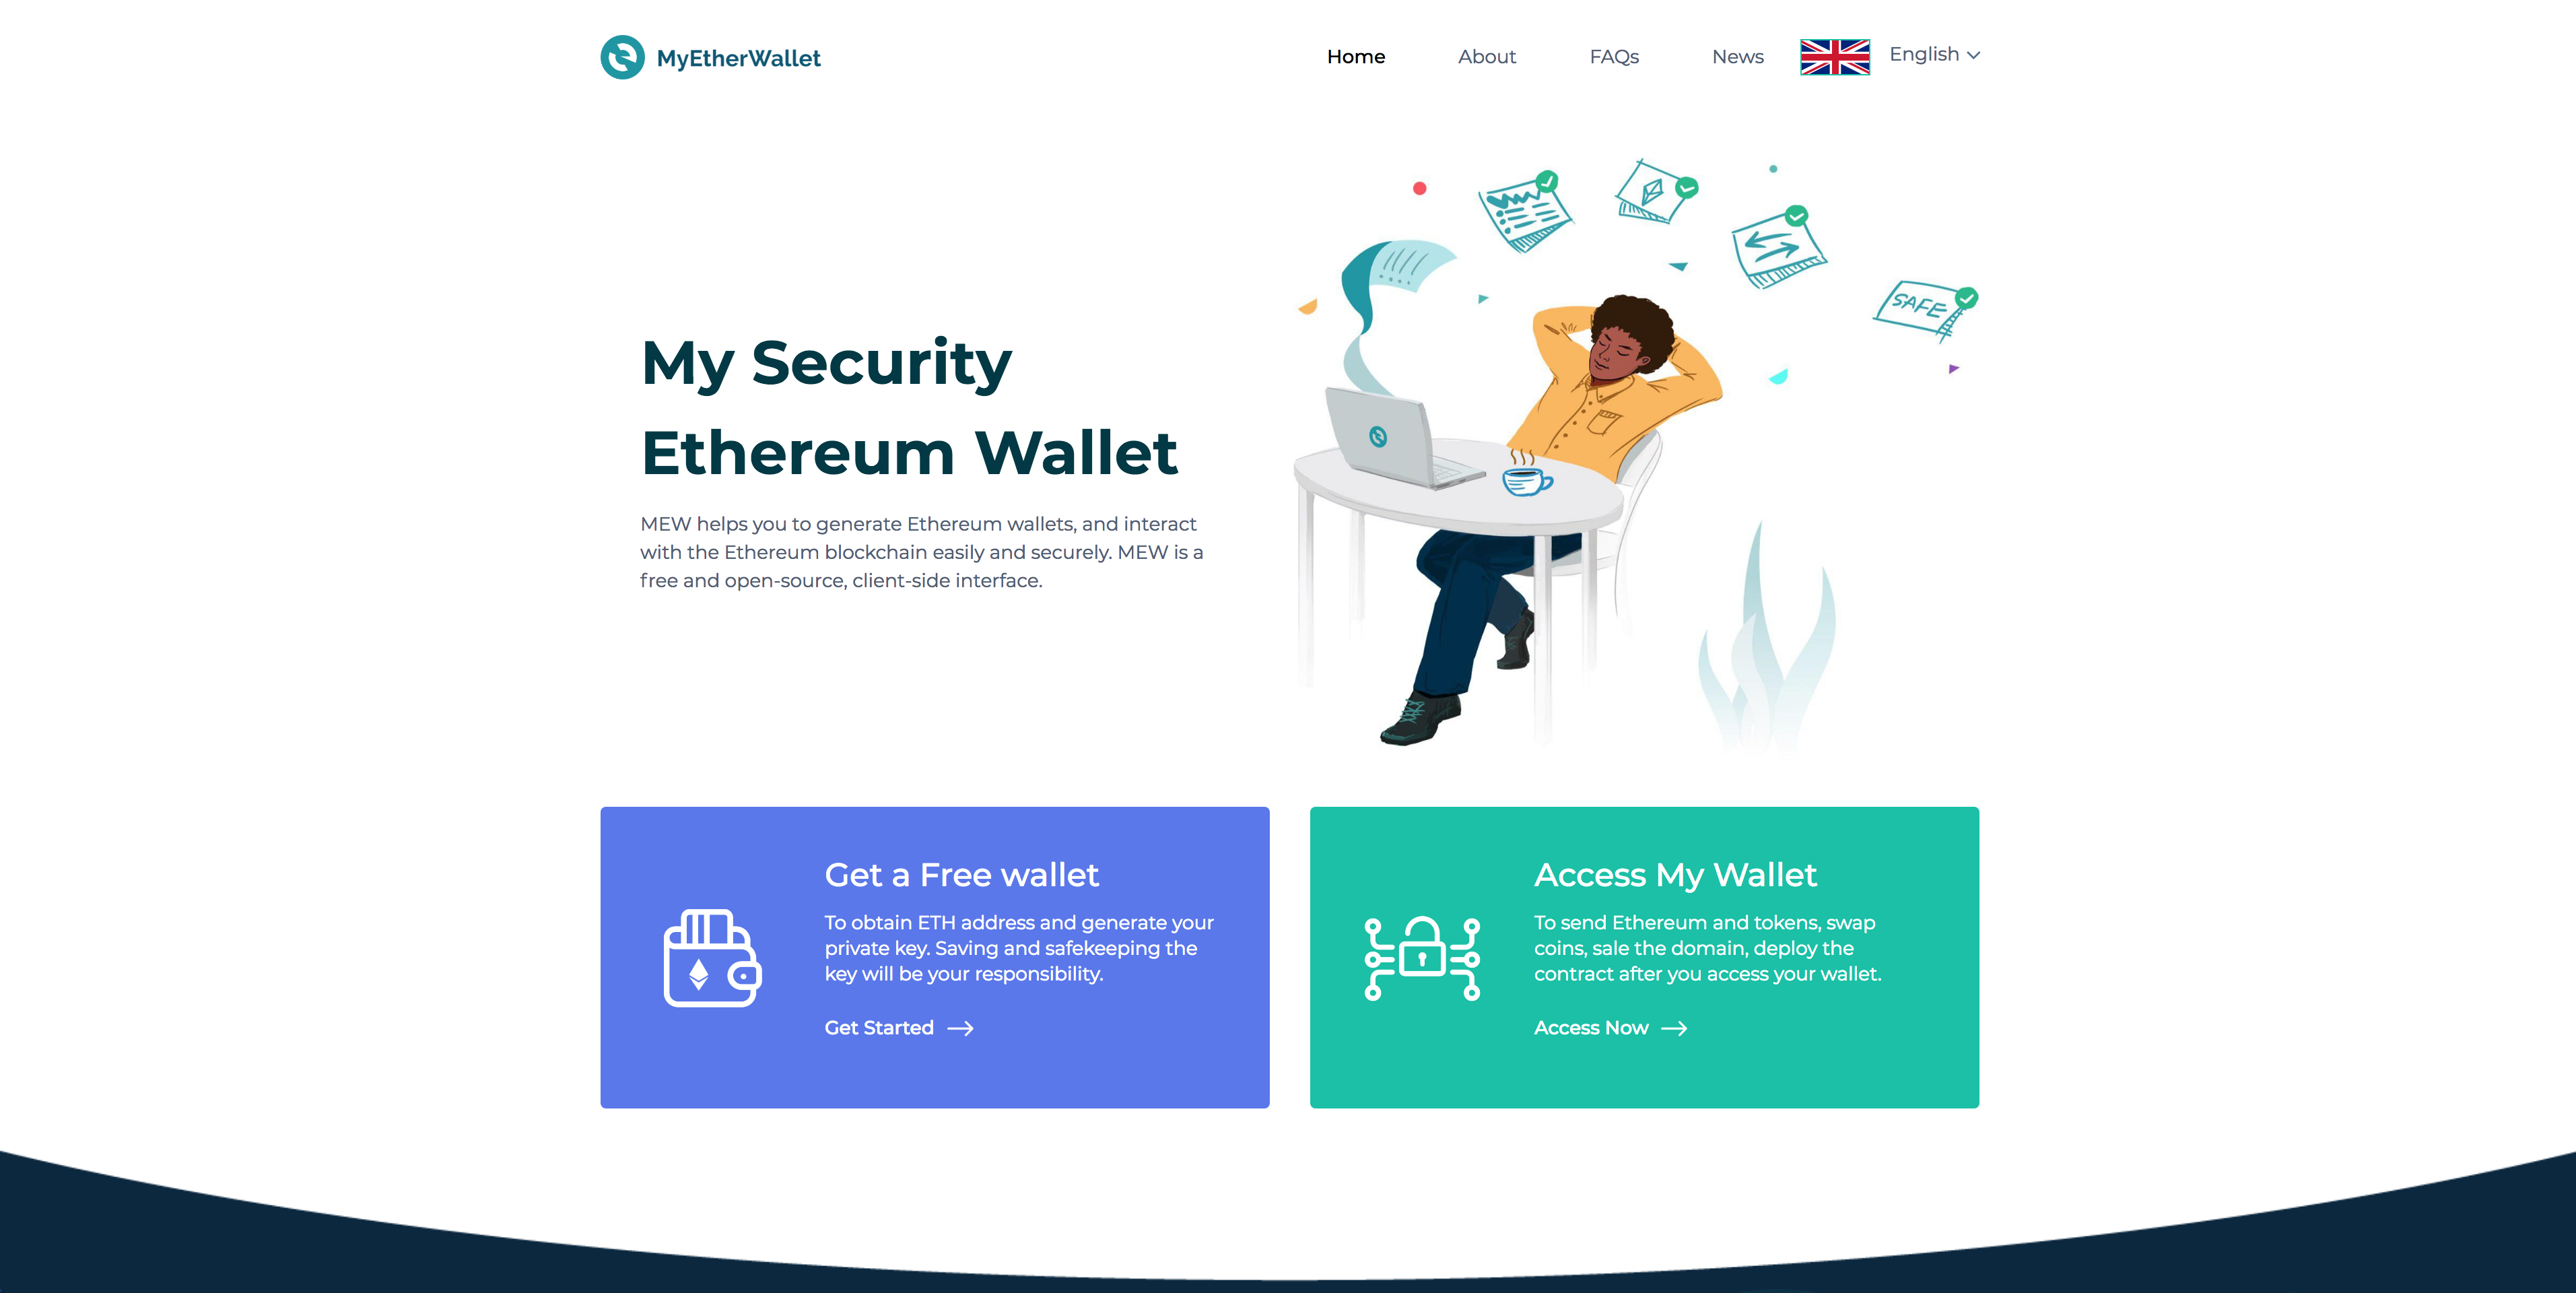 MyEtherWallet
Home
About
FAQs
News
English
SAFE
My Security
Ethereum Wallet
MEW helps you to generate Ethereum wallets, and interact
with the Ethereum blockchain easily and securely. MEW is a
free and open-source, client-side interface.
Get a Free wallet
To obtain ETH address and generate your
private key. Saving and safekeeping the
key will be your responsibility.
Get Started
Access My Wallet
To send Ethereum and tokens, swap
coins, sale the domain, deploy the
contract after you access your wallet.
Access Now